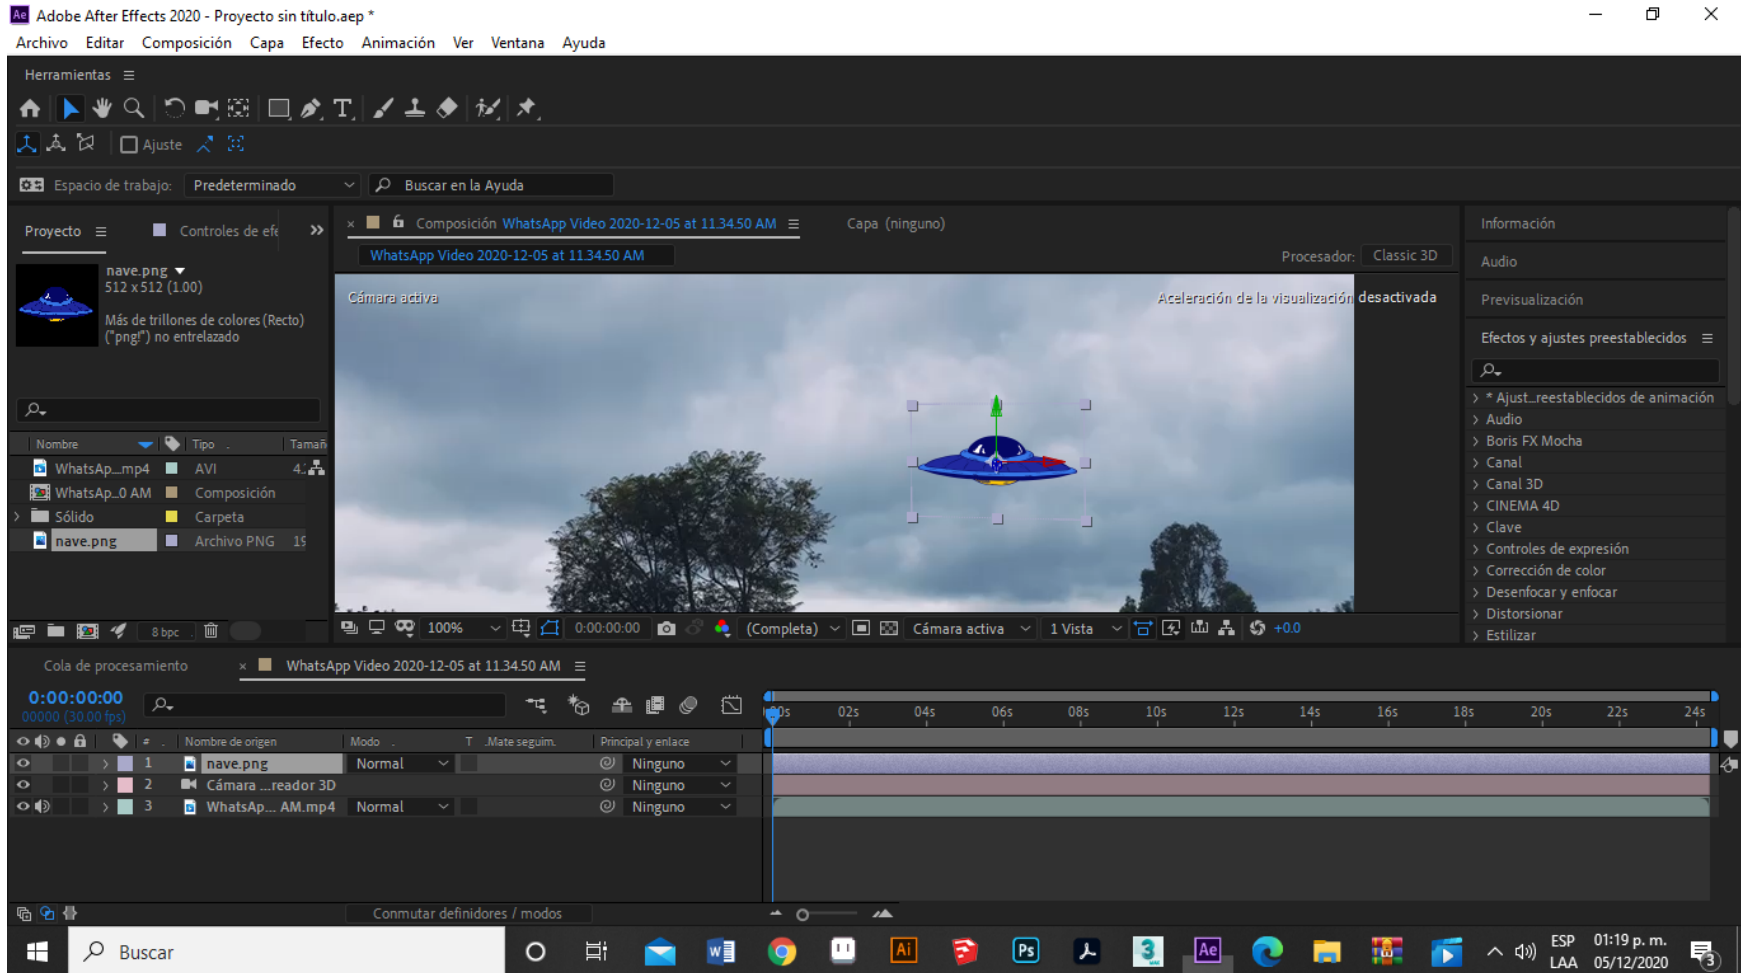 Adobe After Effects 2020 - Proyecto sin título.aep *
Archivo Editar Composición Capa Efecto Animación Ver Ventana Ayuda
Herramientas
Ajuste
Espacio de trabajo: Predeterminado Buscar en la Ayuda
Proyecto Controles de efe
Composición WhatsApp Video 2020-12-05 at 11.34.50 AM Capa (ninguno)
WhatsApp Video 2020-12-05 at 11.34.50 AM Procesador: Classic 3D
nave.png
512 x 512 (1.00)
Más de trillones de colores (Recto)
("png!") no entrelazado
Cámara activa Aceleración de la visualización desactivada
Información
Audio
Previsualización
Efectos y ajustes preestablecidos
* Ajust_reestablecidos de animación
Audio
Boris FX Mocha
Canal
Canal 3D
CINEMA 4D
Clave
Controles de expresión
Corrección de color
Desenfocar y enfocar
Distorsionar
Estilizar
Nombre Tipo Tamañ
WhatsAp_mp4 AVI
WhatsAp..0 AM Composición
Sólido Carpeta
nave.png Archivo PNG
8 bpc
100% 0:00:00:00 (Completa) Cámara activa 1 Vista +0.0
Cola de procesamiento WhatsApp Video 2020-12-05 at 11.34.50 AM
0:00:00:00
00000 (30.00 fps)
02s 04s 06s 08s 10s 12s 14s 16s 18s 20s 22s 24s
# Nombre de origen Modo T .Mate seguim. Principal y enlace
1 nave.png Normal Ninguno
2 Cámara ...reador 3D Ninguno
3 WhatsAp... AM.mp4 Normal Ninguno
Conmutar definidores / modos
Buscar
W Ai Ps 3 Ae
ESP 01:19 p. m.
LAA 05/12/2020
3